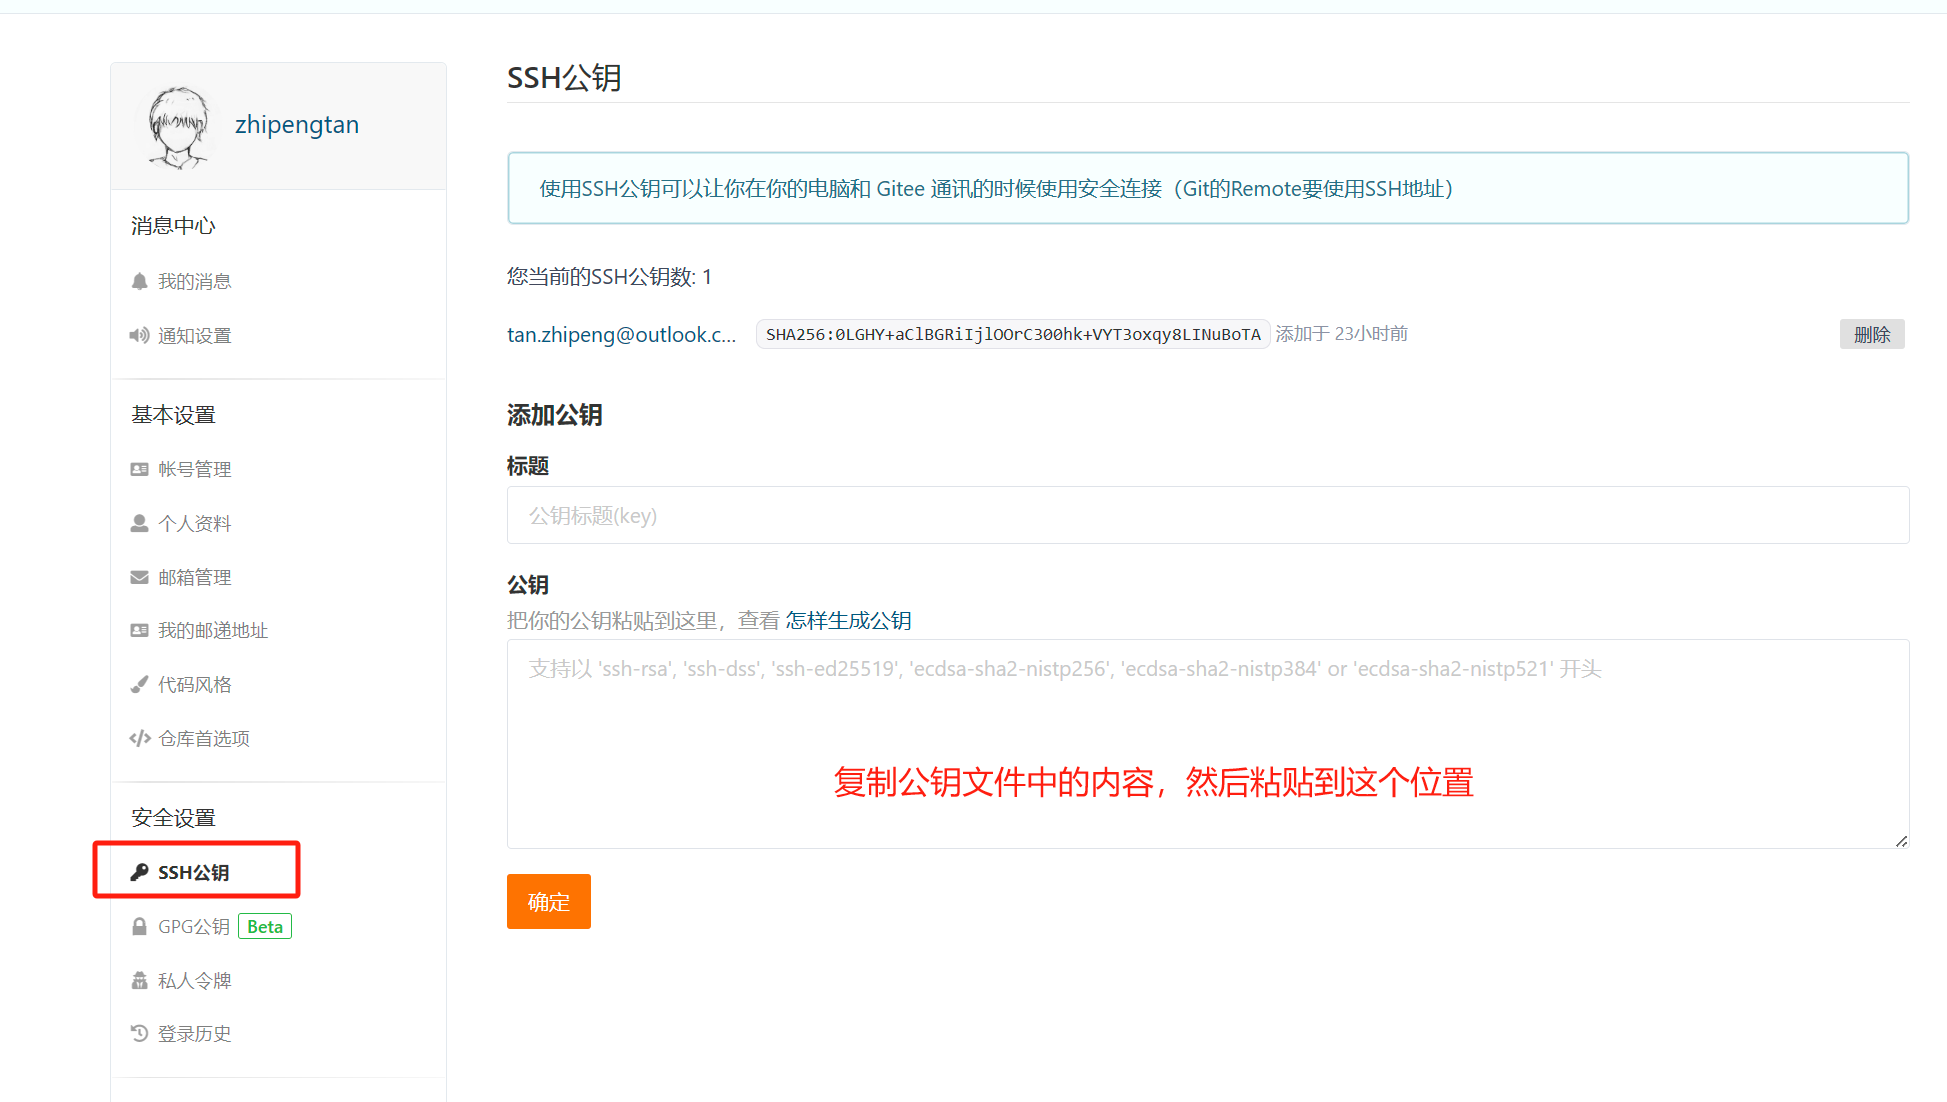 zhipengtan
消息中心
我的消息
通知设置
基本设置
帐号管理
个人资料
邮箱管理
我的邮递地址
代码风格
仓库首选项
安全设置
SSH公钥
GPG公钥 Beta
私人令牌
登录历史
SSH公钥
使用SSH公钥可以让你在你的电脑和 Gitee 通讯的时候使用安全连接（Git的Remote要使用SSH地址）
您当前的SSH公钥数: 1
tan.zhipeng@outlook.c... SHA256:0LGHY+aClBGRiIjlOOrC300hk+VYT3oxqy8LINuBoTA 添加于 23小时前 删除
添加公钥
标题
公钥标题(key)
公钥
把你的公钥粘贴到这里，查看 怎样生成公钥
支持以 'ssh-rsa', 'ssh-dss', 'ssh-ed25519', 'ecdsa-sha2-nistp256', 'ecdsa-sha2-nistp384' or 'ecdsa-sha2-nistp521' 开头
复制公钥文件中的内容，然后粘贴到这个位置
确定